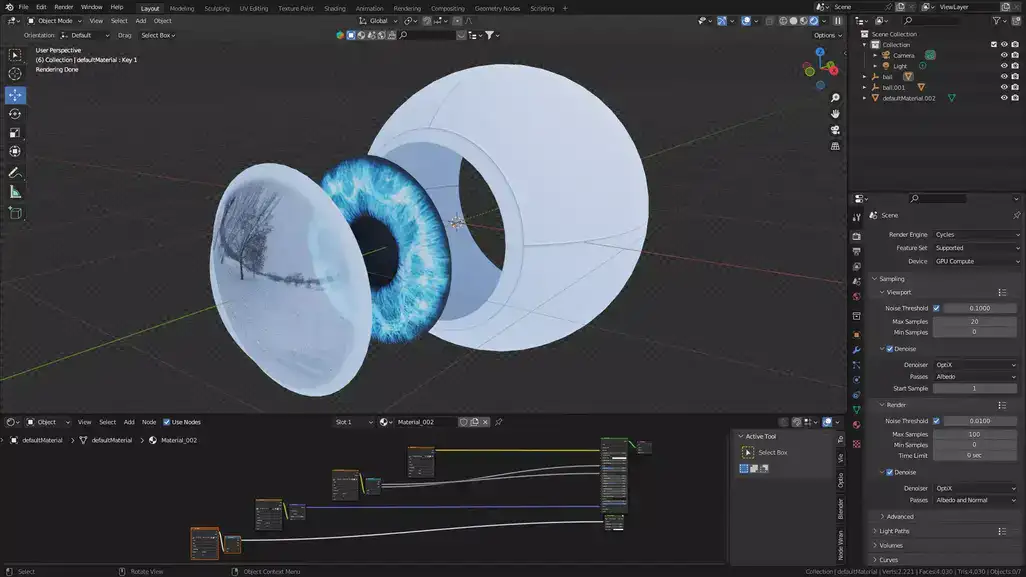 File Edit Render Window Help Layout Modeling Sculpting UV Editing Texture Paint Shading Animation Rendering Compositing Geometry Nodes Scripting + Scene ViewLayer
Object Mode View Select Add Object Global
Orientation: Default Drag: Select Box Options
User Perspective
(6) Collection | defaultMaterial : Key 1
Rendering Done
Scene Collection
Collection
Camera
Light
ball
ball.001
defaultMaterial.002
Scene
Render Engine Cycles
Feature Set Supported
Device GPU Compute
Sampling
Viewport
Noise Threshold 0.1000
Max Samples 20
Min Samples 0
Denoise
Denoiser OptiX
Passes Albedo
Start Sample 1
Render
Noise Threshold 0.0100
Max Samples 100
Min Samples 0
Time Limit 0 sec
Denoise
Denoiser OptiX
Passes Albedo and Normal
Advanced
Light Paths
Volumes
Curves
Object View Select Add Node Use Nodes Slot 1 Material_002
defaultMaterial defaultMaterial Material_002
Active Tool
Select Box
Node Wran
Select Rotate View Object Context Menu Collection | defaultMaterial | Verts:2,221 | Faces:4,030 | Tris:4,030 | Objects:0/7